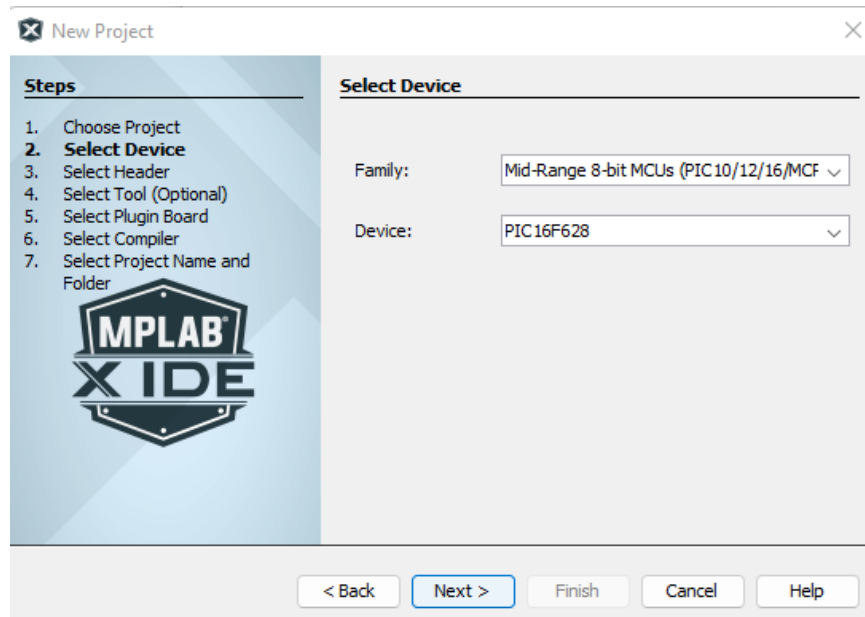 New Project
Steps
1. Choose Project
2. Select Device
3. Select Header
4. Select Tool (Optional)
5. Select Plugin Board
6. Select Compiler
7. Select Project Name and
Folder
MPLAB®
X IDE
Select Device
Family: Mid-Range 8-bit MCUs (PIC10/12/16/MCP
Device: PIC16F628
< Back Next > Finish Cancel Help